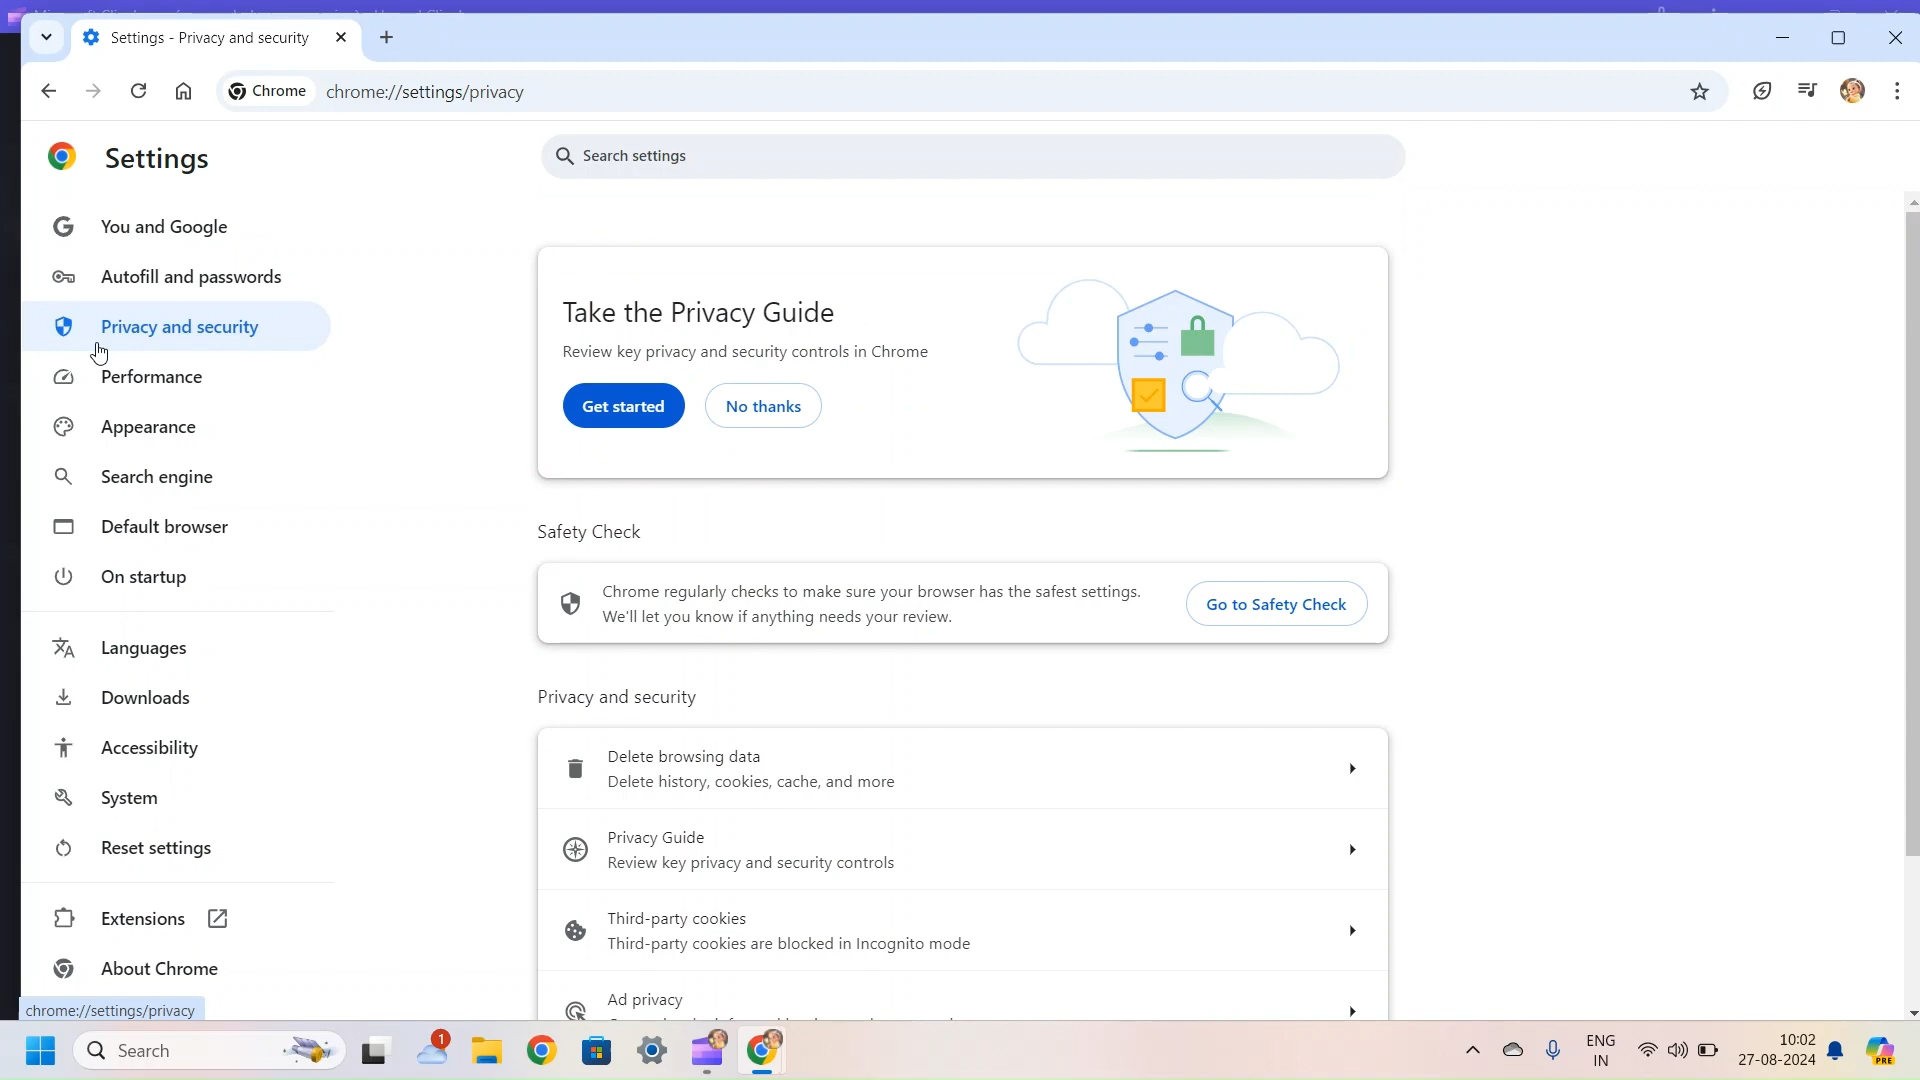 Settings - Privacy and security
Chrome
chrome://settings/privacy
Settings
Search settings
You and Google
Autofill and passwords
Privacy and security
Performance
Appearance
Search engine
Default browser
On startup
Languages
Downloads
Accessibility
System
Reset settings
Extensions
About Chrome
Take the Privacy Guide
Review key privacy and security controls in Chrome
Get started
No thanks
Safety Check
Chrome regularly checks to make sure your browser has the safest settings.
We'll let you know if anything needs your review.
Go to Safety Check
Privacy and security
Delete browsing data
Delete history, cookies, cache, and more
Privacy Guide
Review key privacy and security controls
Third-party cookies
Third-party cookies are blocked in Incognito mode
Ad privacy
chrome://settings/privacy
Search
1
ENG
IN
10:02
27-08-2024
PRE